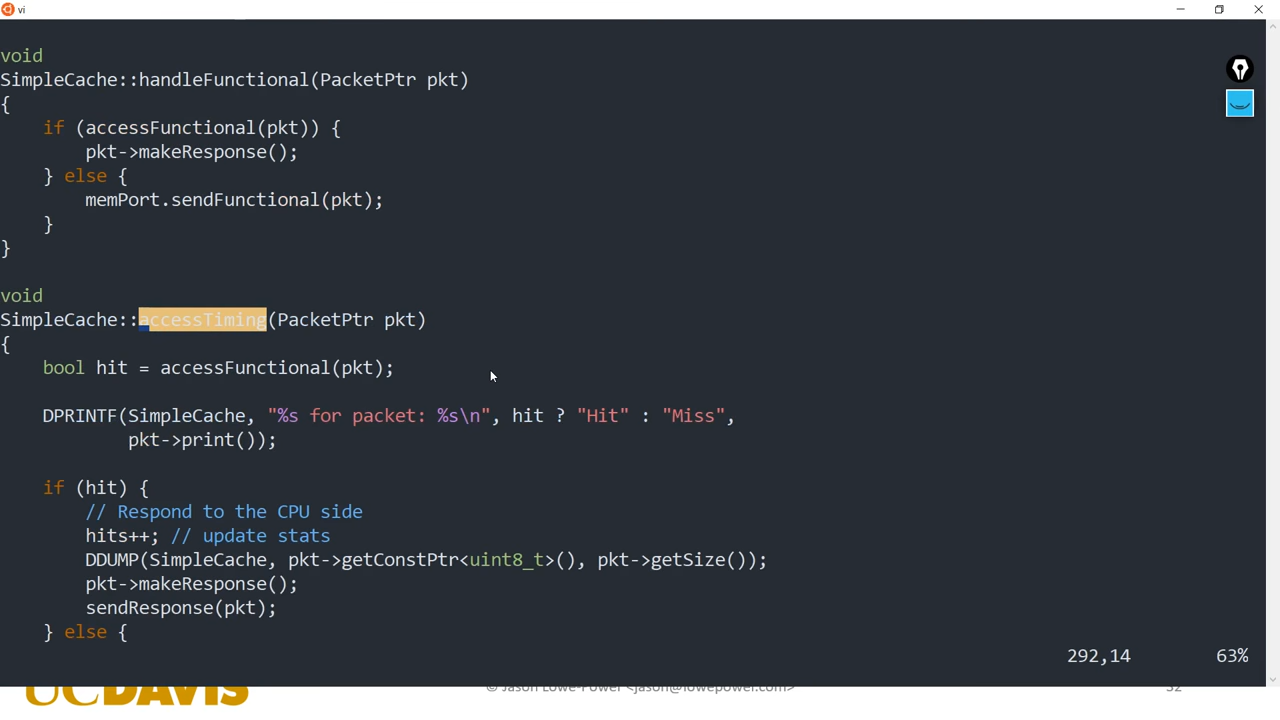 vi
void
SimpleCache::handleFunctional(PacketPtr pkt)
{
    if (accessFunctional(pkt)) {
        pkt->makeResponse();
    } else {
        memPort.sendFunctional(pkt);
    }
}
void
SimpleCache::accessTiming(PacketPtr pkt)
{
    bool hit = accessFunctional(pkt);
    DPRINTF(SimpleCache, "%s for packet: %s\n", hit ? "Hit" : "Miss",
            pkt->print());
    if (hit) {
        // Respond to the CPU side
        hits++; // update stats
        DDUMP(SimpleCache, pkt->getConstPtr<uint8_t>(), pkt->getSize());
        pkt->makeResponse();
        sendResponse(pkt);
    } else {
292,14 63%
UCDAVIS © Jason Lowe-Power <jason@lowepower.com> 32